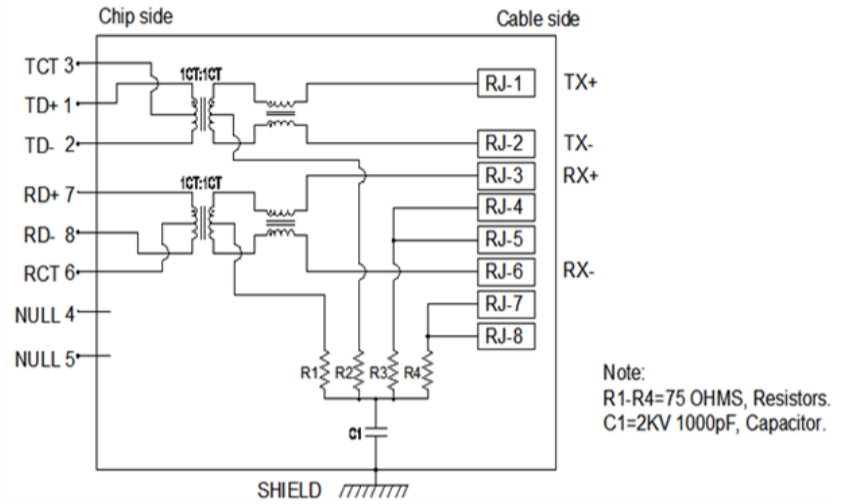 Chip side
Cable side
TCT 3
1CT:1CT
RJ-1 TX+
TD+ 1
TD- 2
RJ-2 TX-
RJ-3 RX+
1CT:1CT
RD+ 7
RJ-4
RD- 8
RJ-5
RCT 6
RJ-6 RX-
RJ-7
NULL 4
RJ-8
NULL 5
R1 R2 R3 R4
Note:
R1-R4=75 OHMS, Resistors.
C1=2KV 1000pF, Capacitor.
C1
SHIELD